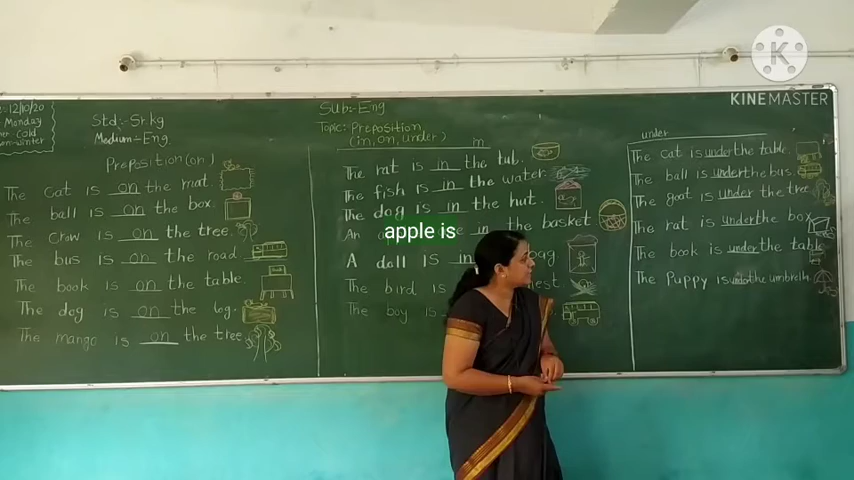 12/10/20
Monday
Cold
winter
Std:- Sr.kg
Medium:- Eng.
Preposition (on)
The cat is on the mat.
The ball is on the box.
The crow is on the tree.
The bus is on the road.
The book is on the table.
The dog is on the log.
The mango is on the tree.
Sub:- Eng
Topic:- Preposition
(in, on, under)
in
The rat is in the tub.
The fish is in the water.
The dog is in the hut.
An in the basket
A doll is in
The bird is nest.
The boy is
apple is
under
The cat is under the table.
The ball is under the bus.
The goat is under the tree
The rat is under the box
The book is under the table
The Puppy is under the umbrella.
K
KINEMASTER